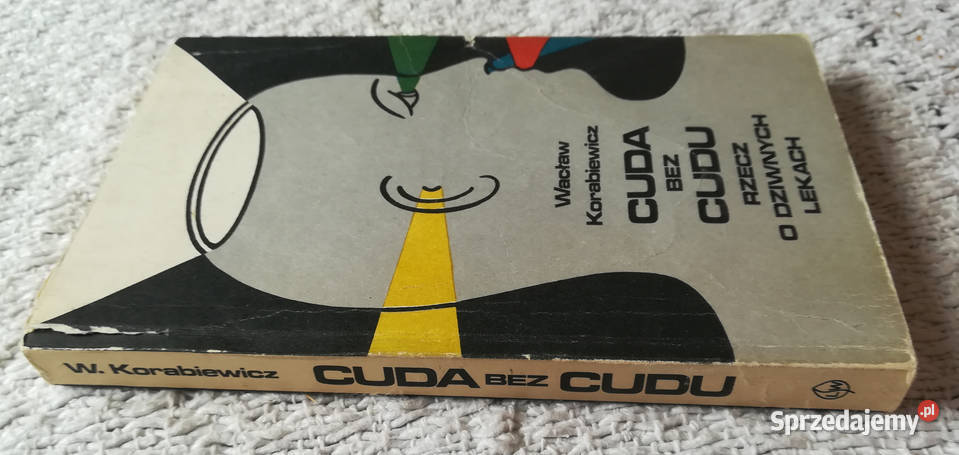 Wacław
Korabiewicz
CUDA
BEZ
CUDU
RZECZ
O DZIWNYCH
LEKACH
W. Korabiewicz CUDA BEZ CUDU
Sprzedajemy.pl